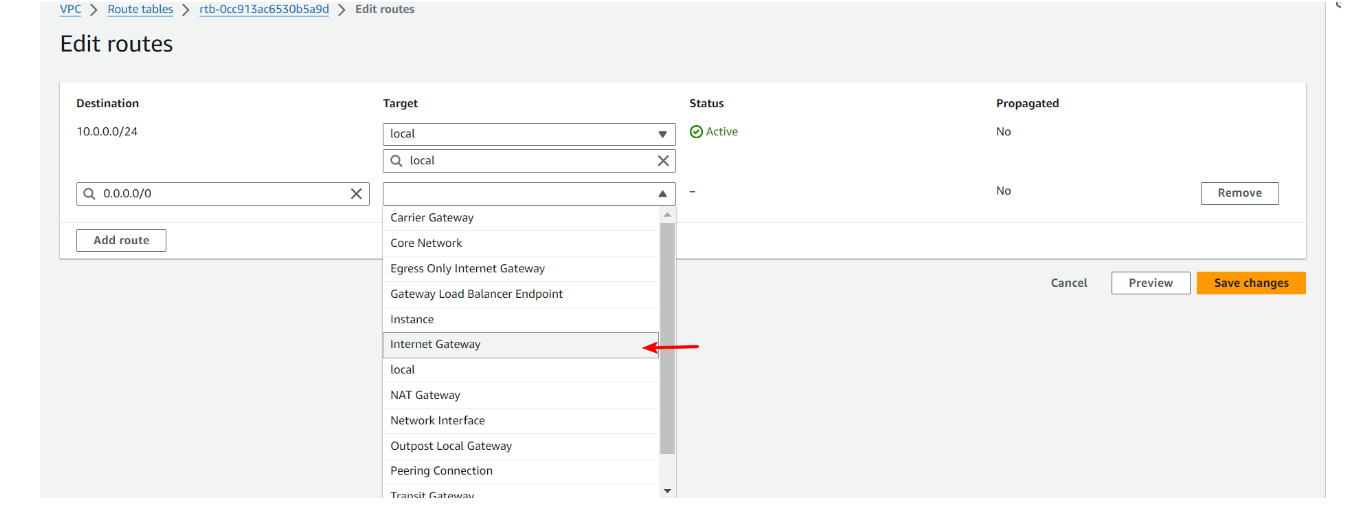 VPC > Route tables > rtb-0cc913ac6530b5a9d > Edit routes
Edit routes
Destination Target Status Propagated
10.0.0.0/24 local Active No
local
0.0.0.0/0 – No Remove
Carrier Gateway
Add route
Core Network
Egress Only Internet Gateway
Cancel Preview Save changes
Gateway Load Balancer Endpoint
Instance
Internet Gateway
local
NAT Gateway
Network Interface
Outpost Local Gateway
Peering Connection
Transit Gateway